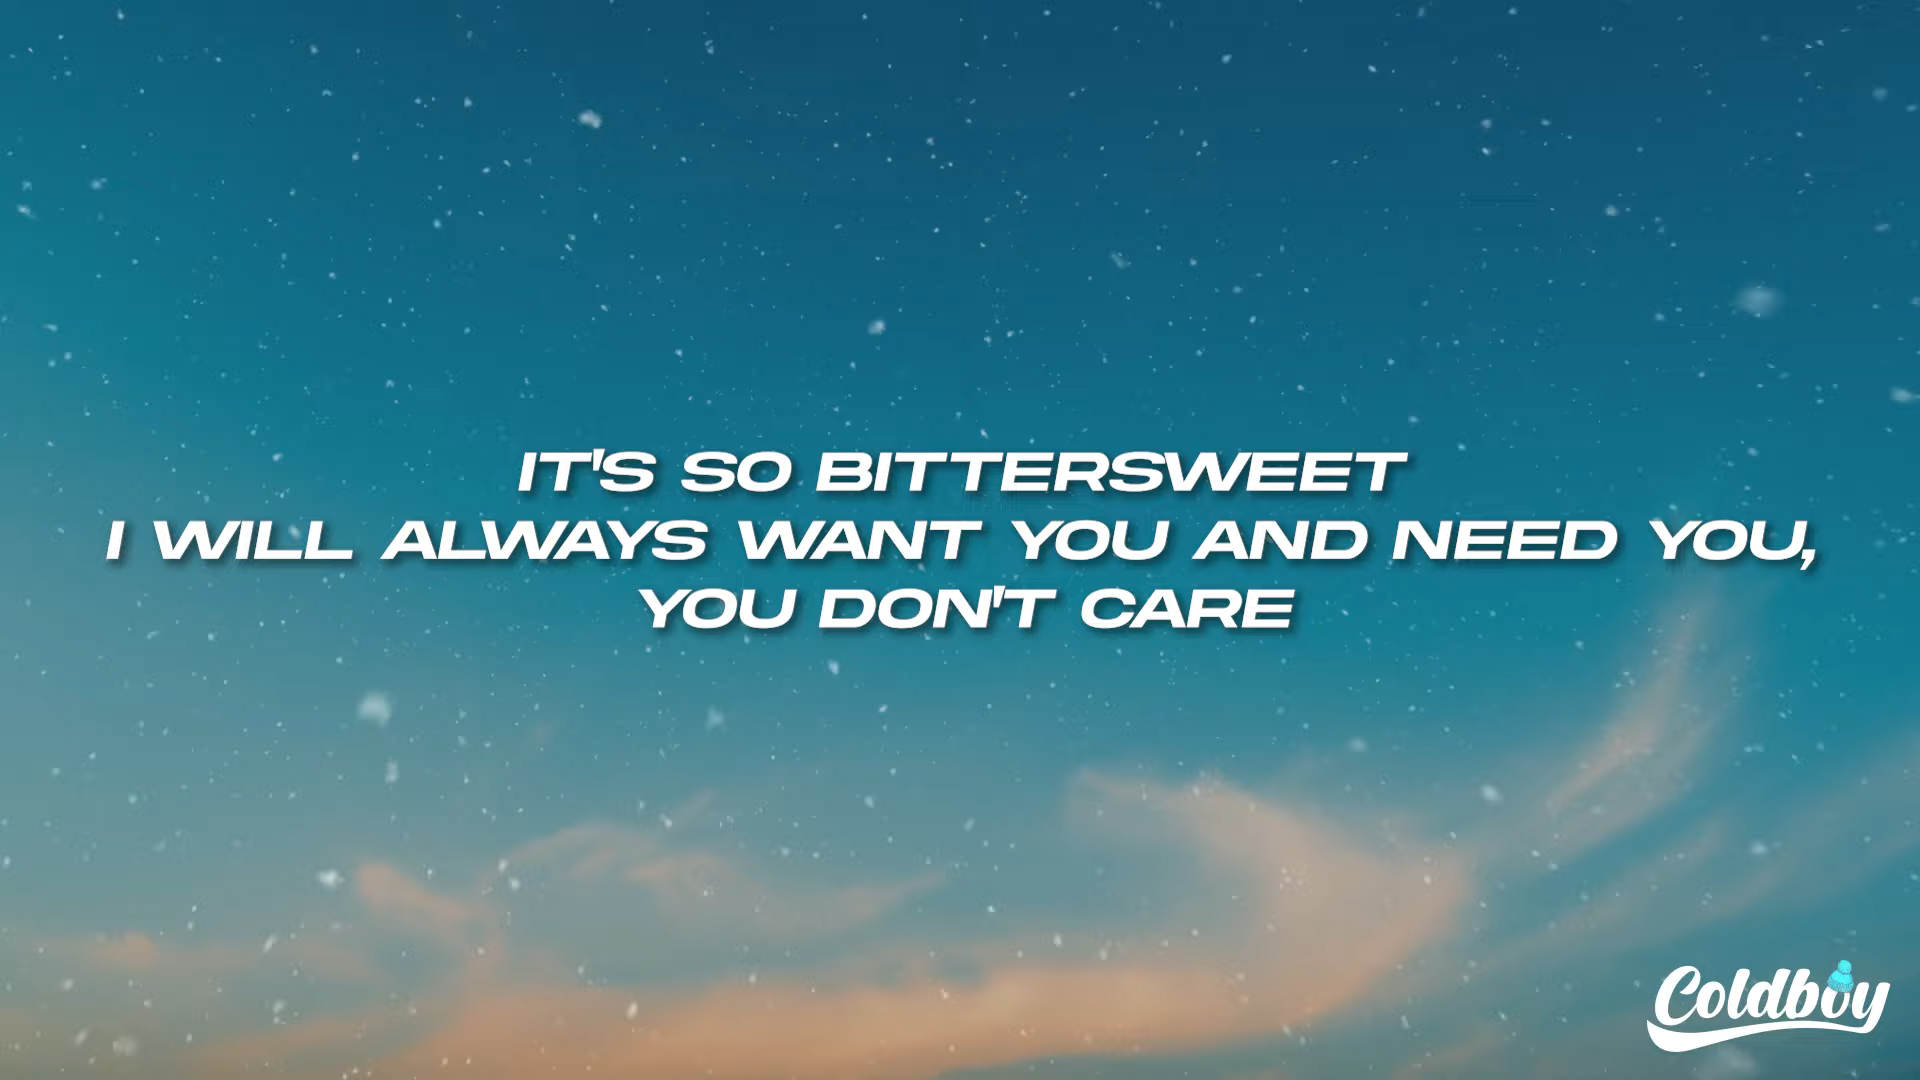 IT'S SO BITTERSWEET
I WILL ALWAYS WANT YOU AND NEED YOU,
YOU DON'T CARE
Coldboy